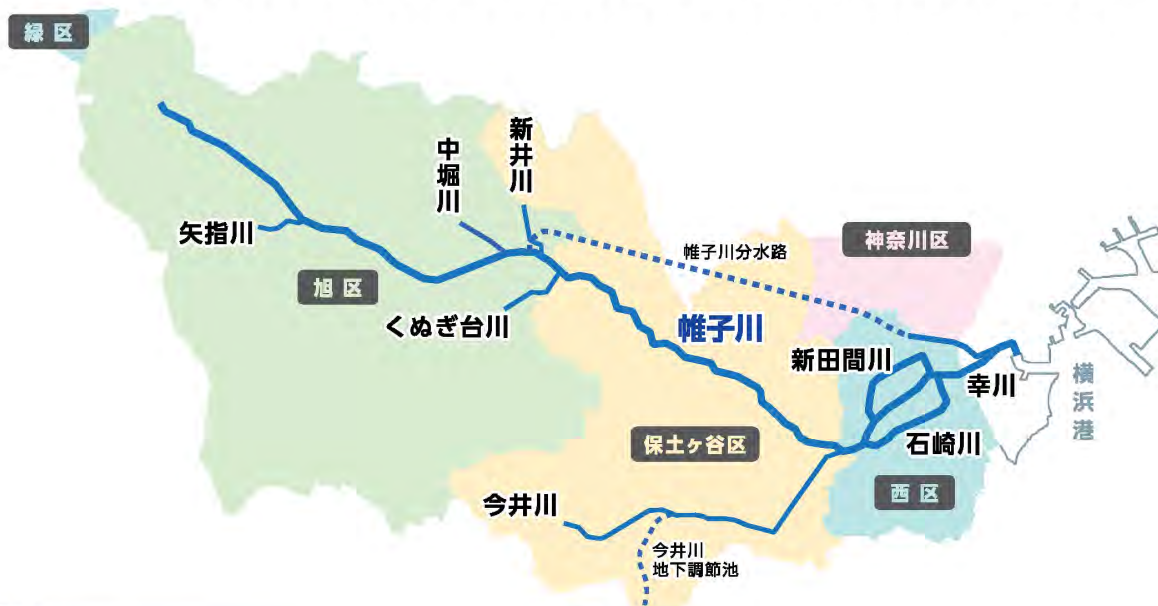 緑区
新井川
中堀川
矢指川
神奈川区
帷子川分水路
旭区
くぬぎ台川
帷子川
新田間川
幸川
横浜港
保土ヶ谷区
石崎川
西区
今井川
今井川
地下調節池